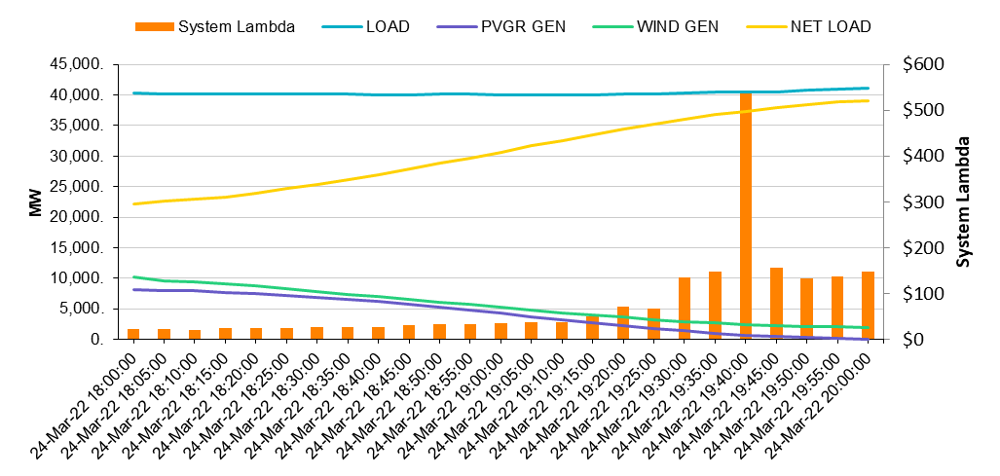 System Lambda LOAD PVGR GEN WIND GEN NET LOAD
45,000.
40,000.
35,000.
30,000.
25,000.
20,000.
15,000.
10,000.
5,000.
0.
MW
$600
$500
$400
$300
$200
$100
$0
System Lambda
24-Mar-22 18:00:00
24-Mar-22 18:05:00
24-Mar-22 18:10:00
24-Mar-22 18:15:00
24-Mar-22 18:20:00
24-Mar-22 18:25:00
24-Mar-22 18:30:00
24-Mar-22 18:35:00
24-Mar-22 18:40:00
24-Mar-22 18:45:00
24-Mar-22 18:50:00
24-Mar-22 18:55:00
24-Mar-22 19:00:00
24-Mar-22 19:05:00
24-Mar-22 19:10:00
24-Mar-22 19:15:00
24-Mar-22 19:20:00
24-Mar-22 19:25:00
24-Mar-22 19:30:00
24-Mar-22 19:35:00
24-Mar-22 19:40:00
24-Mar-22 19:45:00
24-Mar-22 19:50:00
24-Mar-22 19:55:00
24-Mar-22 20:00:00